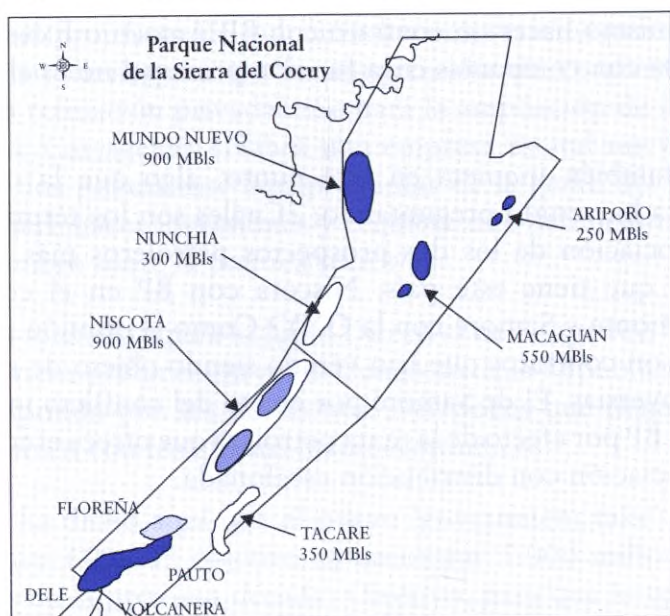 N
W E
S
Parque Nacional
de la Sierra del Cocuy
MUNDO NUEVO
900 MBls
ARIPORO
250 MBls
NUNCHIA
300 MBls
MACAGUAN
550 MBls
NISCOTA
900 MBls
FLOREÑA
TACARE
350 MBls
PAUTO
DELE
VOLCANERA